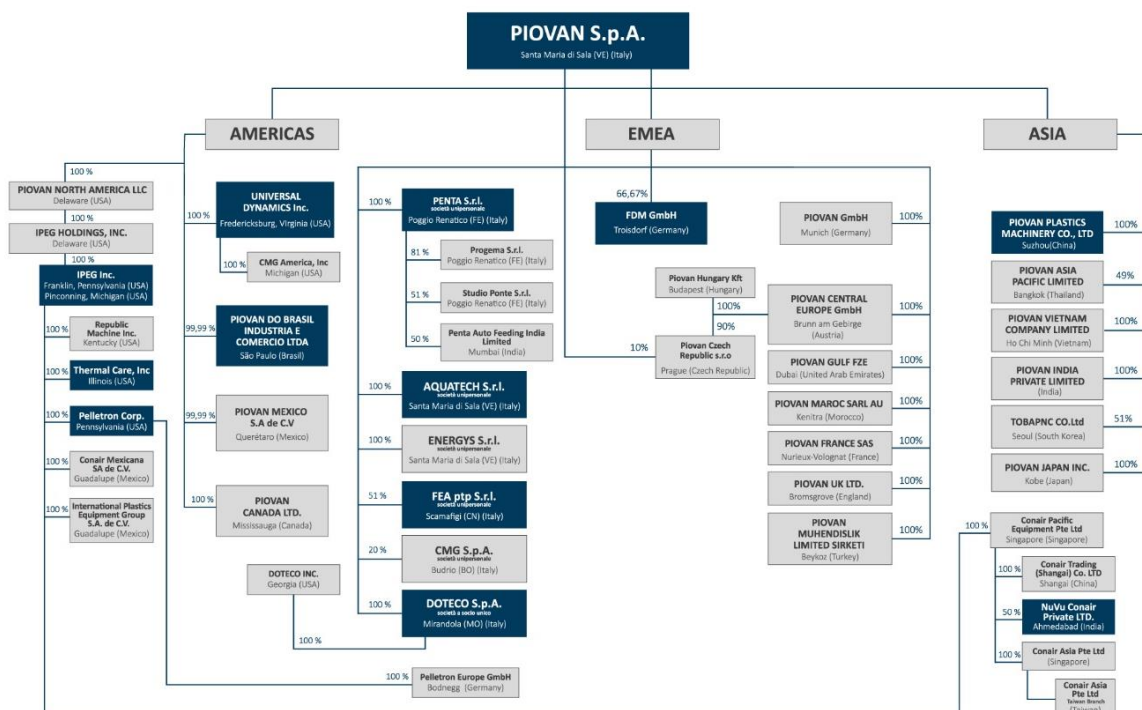 PIOVAN S.p.A.
Santa Maria di Sala (VE) (Italy)
AMERICAS
EMEA
ASIA
100 %
PIOVAN NORTH AMERICA LLC
Delaware (USA)
100 %
IPEG HOLDINGS, INC.
Delaware (USA)
100 %
IPEG Inc.
Franklin, Pennsylvania (USA)
Pinconning, Michigan (USA)
100 %
Republic
Machine Inc.
Kentucky (USA)
100 %
Thermal Care, Inc
Illinois (USA)
100 %
Pelletron Corp.
Pennsylvania (USA)
100 %
Conair Mexicana
SA de C.V.
Guadalupe (Mexico)
100 %
International Plastics
Equipment Group
S.A. de C.V.
Guadalupe (Mexico)
100 %
UNIVERSAL
DYNAMICS Inc.
Fredericksburg, Virginia (USA)
100 %
CMG America, Inc
Michigan (USA)
99,99 %
PIOVAN DO BRASIL
INDUSTRIA E
COMERCIO LTDA
São Paulo (Brasil)
99,99 %
PIOVAN MEXICO
S.A de C.V
Querétaro (Mexico)
100 %
PIOVAN
CANADA LTD.
Mississauga (Canada)
DOTECO INC.
Georgia (USA)
100 %
100 %
PENTA S.r.l.
società unipersonale
Poggio Renatico (FE) (Italy)
81 %
Progema S.r.l.
Poggio Renatico (FE) (Italy)
51 %
Studio Ponte S.r.l.
Poggio Renatico (FE) (Italy)
50 %
Penta Auto Feeding India
Limited
Mumbai (India)
100 %
AQUATECH S.r.l.
società unipersonale
Santa Maria di Sala (VE) (Italy)
100 %
ENERGYS S.r.l.
società unipersonale
Santa Maria di Sala (VE) (Italy)
51 %
FEA ptp S.r.l.
società unipersonale
Scarnafigi (CN) (Italy)
20 %
CMG S.p.A.
società unipersonale
Budrio (BO) (Italy)
100 %
DOTECO S.p.A.
società a socio unico
Mirandola (MO) (Italy)
100 %
Pelletron Europe GmbH
Bodnegg (Germany)
66,67%
FDM GmbH
Troisdorf (Germany)
Piovan Hungary Kft
Budapest (Hungary)
100%
90%
10%
Piovan Czech
Republic s.r.o
Prague (Czech Republic)
PIOVAN GmbH
Munich (Germany)
100%
PIOVAN CENTRAL
EUROPE GmbH
Brunn am Gebirge
(Austria)
100%
PIOVAN GULF FZE
Dubai (United Arab Emirates)
100%
PIOVAN MAROC SARL AU
Kenitra (Morocco)
100%
PIOVAN FRANCE SAS
Nurieux-Volognat (France)
100%
PIOVAN UK LTD.
Bromsgrove (England)
100%
PIOVAN
MUHENDISLIK
LIMITED SIRKETI
Beykoz (Turkey)
100%
PIOVAN PLASTICS
MACHINERY CO., LTD
Suzhou(China)
100%
PIOVAN ASIA
PACIFIC LIMITED
Bangkok (Thailand)
49%
PIOVAN VIETNAM
COMPANY LIMITED
Ho Chi Minh (Vietnam)
100%
PIOVAN INDIA
PRIVATE LIMITED
(India)
100%
TOBAPNC CO.Ltd
Seoul (South Korea)
51%
PIOVAN JAPAN INC.
Kobe (Japan)
100%
100 %
Conair Pacific
Equipment Pte Ltd
Singapore (Singapore)
100 %
Conair Trading
(Shangai) Co. LTD
Shangai (China)
50 %
NuVu Conair
Private LTD.
Ahmedabad (India)
100 %
Conair Asia Pte Ltd
(Singapore)
Conair Asia
Pte Ltd
Taiwan Branch
(Taiwan)